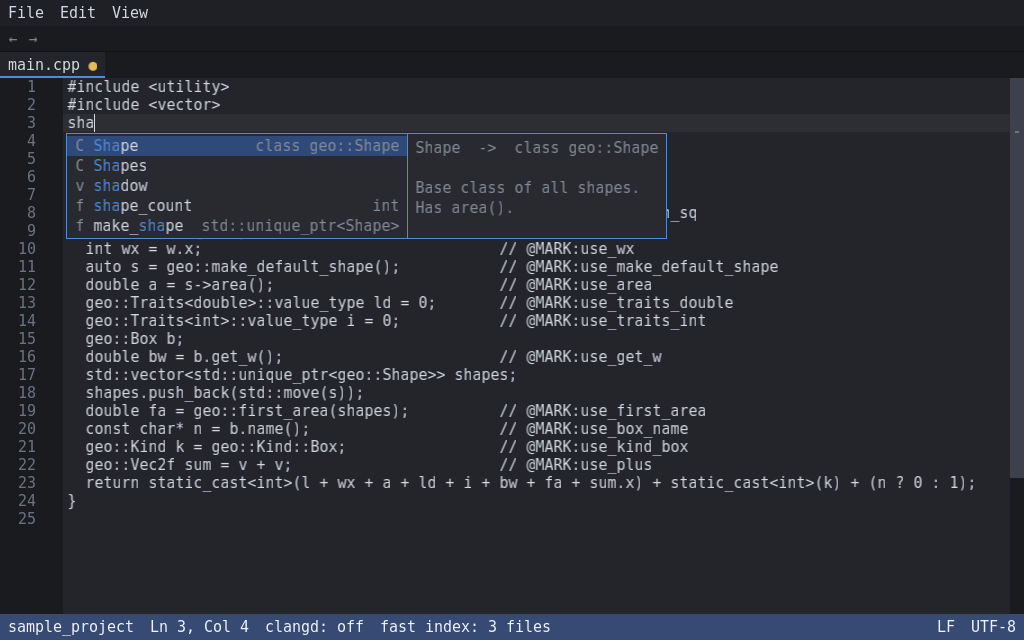 File Edit View
← →
main.cpp ●
1 #include <utility>
2 #include <vector>
3 sha
4
C Shape class geo::Shape
Shape -> class geo::Shape
5
C Shapes
6
v shadow
Base class of all shapes.
7
f shape_count int
Has area().
8 _sq
9
f make_shape std::unique_ptr<Shape>
10 int wx = w.x; // @MARK:use_wx
11 auto s = geo::make_default_shape(); // @MARK:use_make_default_shape
12 double a = s->area(); // @MARK:use_area
13 geo::Traits<double>::value_type ld = 0; // @MARK:use_traits_double
14 geo::Traits<int>::value_type i = 0; // @MARK:use_traits_int
15 geo::Box b;
16 double bw = b.get_w(); // @MARK:use_get_w
17 std::vector<std::unique_ptr<geo::Shape>> shapes;
18 shapes.push_back(std::move(s));
19 double fa = geo::first_area(shapes); // @MARK:use_first_area
20 const char* n = b.name(); // @MARK:use_box_name
21 geo::Kind k = geo::Kind::Box; // @MARK:use_kind_box
22 geo::Vec2f sum = v + v; // @MARK:use_plus
23 return static_cast<int>(l + wx + a + ld + i + bw + fa + sum.x) + static_cast<int>(k) + (n ? 0 : 1);
24 }
25
sample_project Ln 3, Col 4 clangd: off fast index: 3 files LF UTF-8